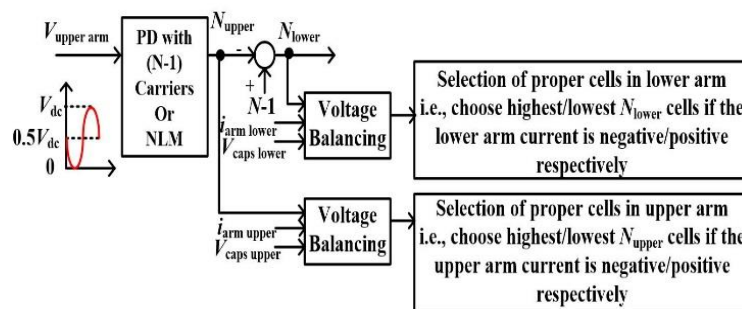 V upper arm
PD with
(N-1)
Carriers
Or
NLM
N upper
-
+
N-1
N lower
V dc
0.5V dc
0
i arm lower
V caps lower
Voltage
Balancing
Selection of proper cells in lower arm
i.e., choose highest/lowest N lower cells if the
lower arm current is negative/positive
respectively
i arm upper
V caps upper
Voltage
Balancing
Selection of proper cells in upper arm
i.e., choose highest/lowest N upper cells if the
upper arm current is negative/positive
respectively